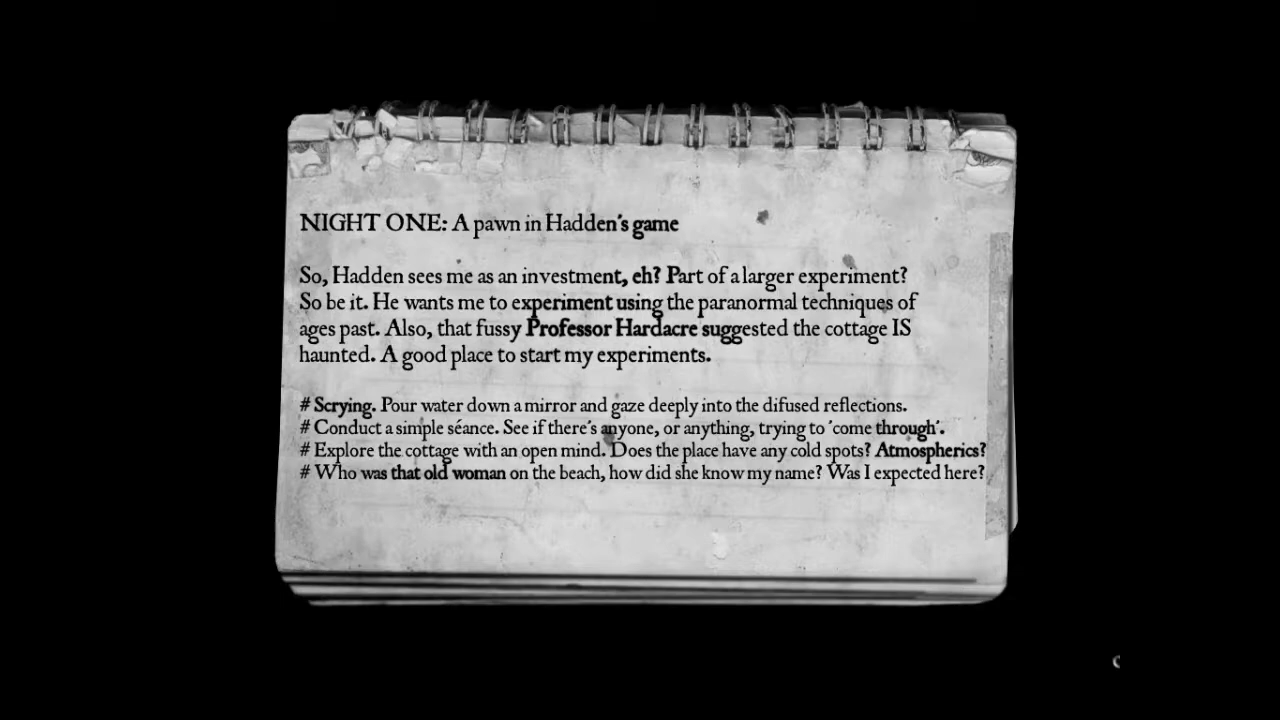 NIGHT ONE: A pawn in Hadden's game
So, Hadden sees me as an investment, eh? Part of a larger experiment?
So be it. He wants me to experiment using the paranormal techniques of
ages past. Also, that fussy Professor Hardacre suggested the cottage IS
haunted. A good place to start my experiments.
# Scrying. Pour water down a mirror and gaze deeply into the difused reflections.
# Conduct a simple séance. See if there's anyone, or anything, trying to 'come through'.
# Explore the cottage with an open mind. Does the place have any cold spots? Atmospherics?
# Who was that old woman on the beach, how did she know my name? Was I expected here?